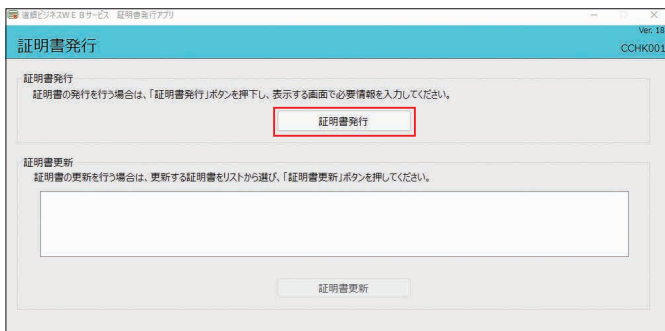 道銀ビジネスWEBサービス 証明書発行アプリ
Ver. 18
証明書発行
CCHK001
証明書発行
証明書の発行を行う場合は、「証明書発行」ボタンを押下し、表示する画面で必要情報を入力してください。
証明書発行
証明書更新
証明書の更新を行う場合は、更新する証明書をリストから選び、「証明書更新」ボタンを押してください。
証明書更新